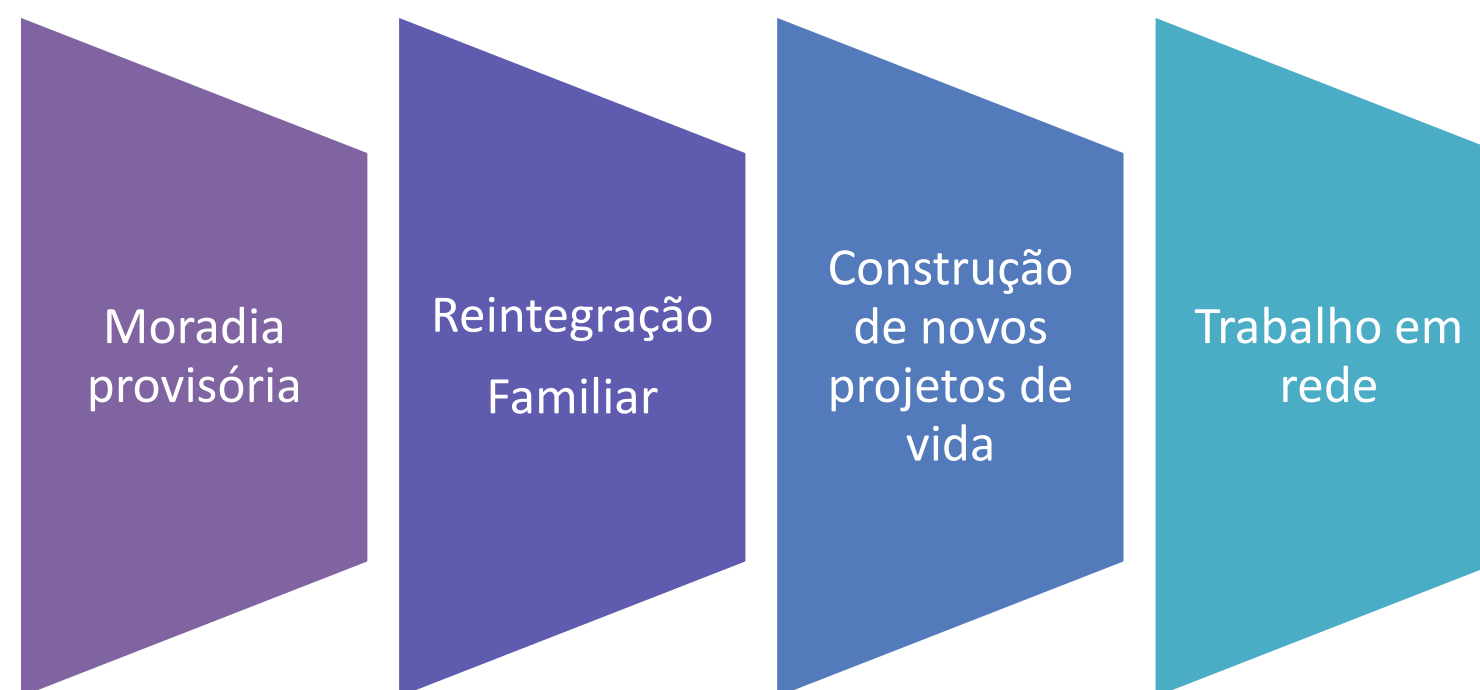 Moradia
provisória
Reintegração
Familiar
Construção
de novos
projetos de
vida
Trabalho em
rede